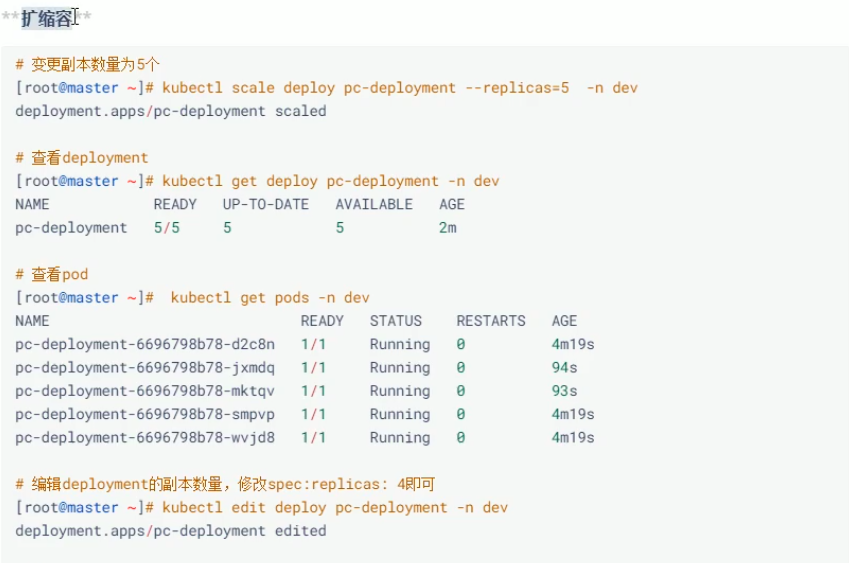 **扩缩容**
# 变更副本数量为5个
[root@master ~]# kubectl scale deploy pc-deployment --replicas=5  -n dev
deployment.apps/pc-deployment scaled
# 查看deployment
[root@master ~]# kubectl get deploy pc-deployment -n dev
NAME            READY   UP-TO-DATE   AVAILABLE   AGE
pc-deployment   5/5     5            5           2m
# 查看pod
[root@master ~]#  kubectl get pods -n dev
NAME                             READY   STATUS    RESTARTS   AGE
pc-deployment-6696798b78-d2c8n   1/1     Running   0          4m19s
pc-deployment-6696798b78-jxmdq   1/1     Running   0          94s
pc-deployment-6696798b78-mktqv   1/1     Running   0          93s
pc-deployment-6696798b78-smpvp   1/1     Running   0          4m19s
pc-deployment-6696798b78-wvjd8   1/1     Running   0          4m19s
# 编辑deployment的副本数量，修改spec:replicas: 4即可
[root@master ~]# kubectl edit deploy pc-deployment -n dev
deployment.apps/pc-deployment edited